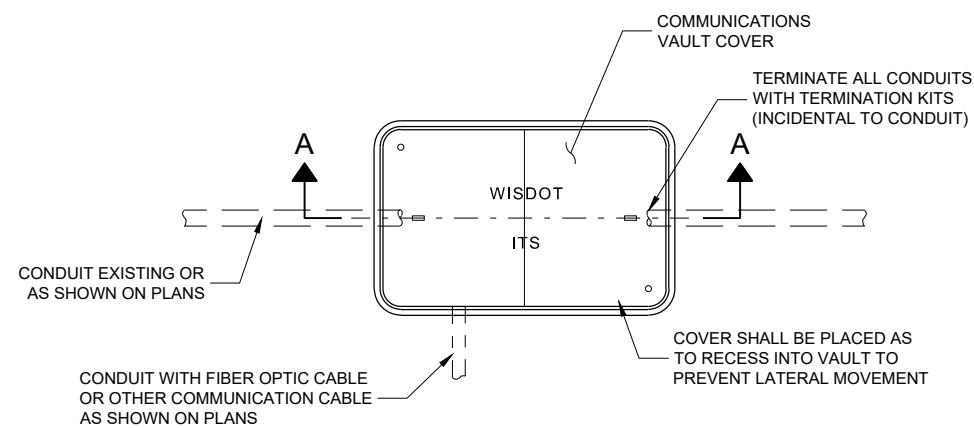 COMMUNICATIONS
VAULT COVER
TERMINATE ALL CONDUITS
WITH TERMINATION KITS
(INCIDENTAL TO CONDUIT)
A
A
WISDOT
ITS
CONDUIT EXISTING OR
AS SHOWN ON PLANS
COVER SHALL BE PLACED AS
TO RECESS INTO VAULT TO
PREVENT LATERAL MOVEMENT
CONDUIT WITH FIBER OPTIC CABLE
OR OTHER COMMUNICATION CABLE
AS SHOWN ON PLANS